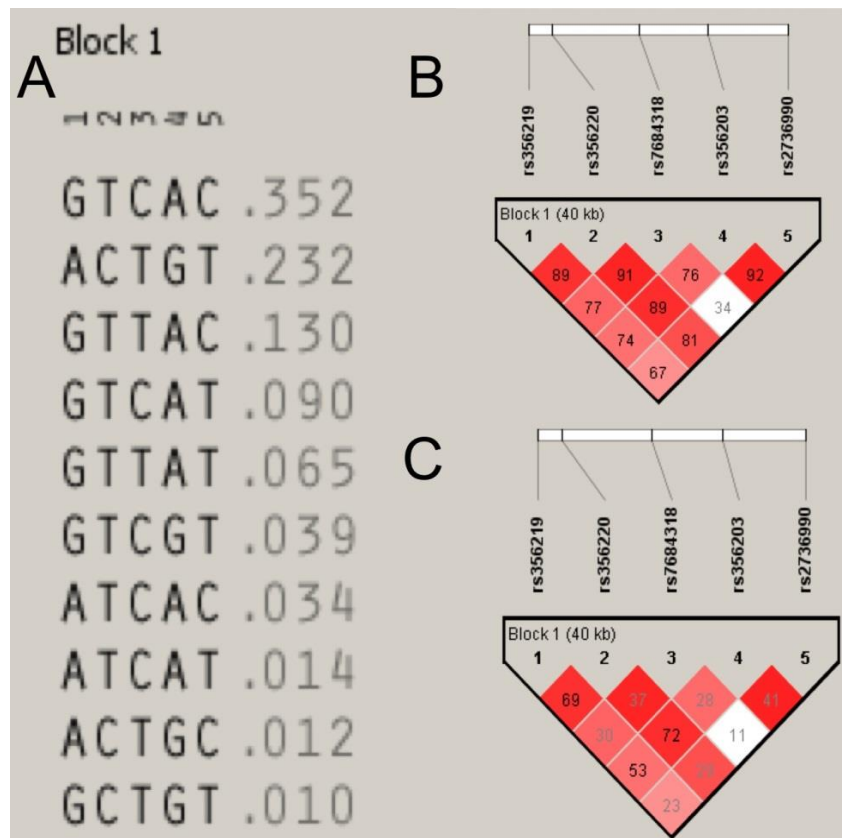 A
Block 1
1 2 3 4 5
GTCAC .352
ACTGT .232
GTTAC .130
GTCAT .090
GTTAT .065
GTCGT .039
ATCAC .034
ATCAT .014
ACTGC .012
GCTGT .010
B
rs356219 rs356220 rs7684318 rs356203 rs2736990
Block 1 (40 kb)
1 2 3 4 5
89 91 76 92
77 89 34
74 81
67
C
rs356219 rs356220 rs7684318 rs356203 rs2736990
Block 1 (40 kb)
1 2 3 4 5
69 37 28 41
30 72 11
53
23